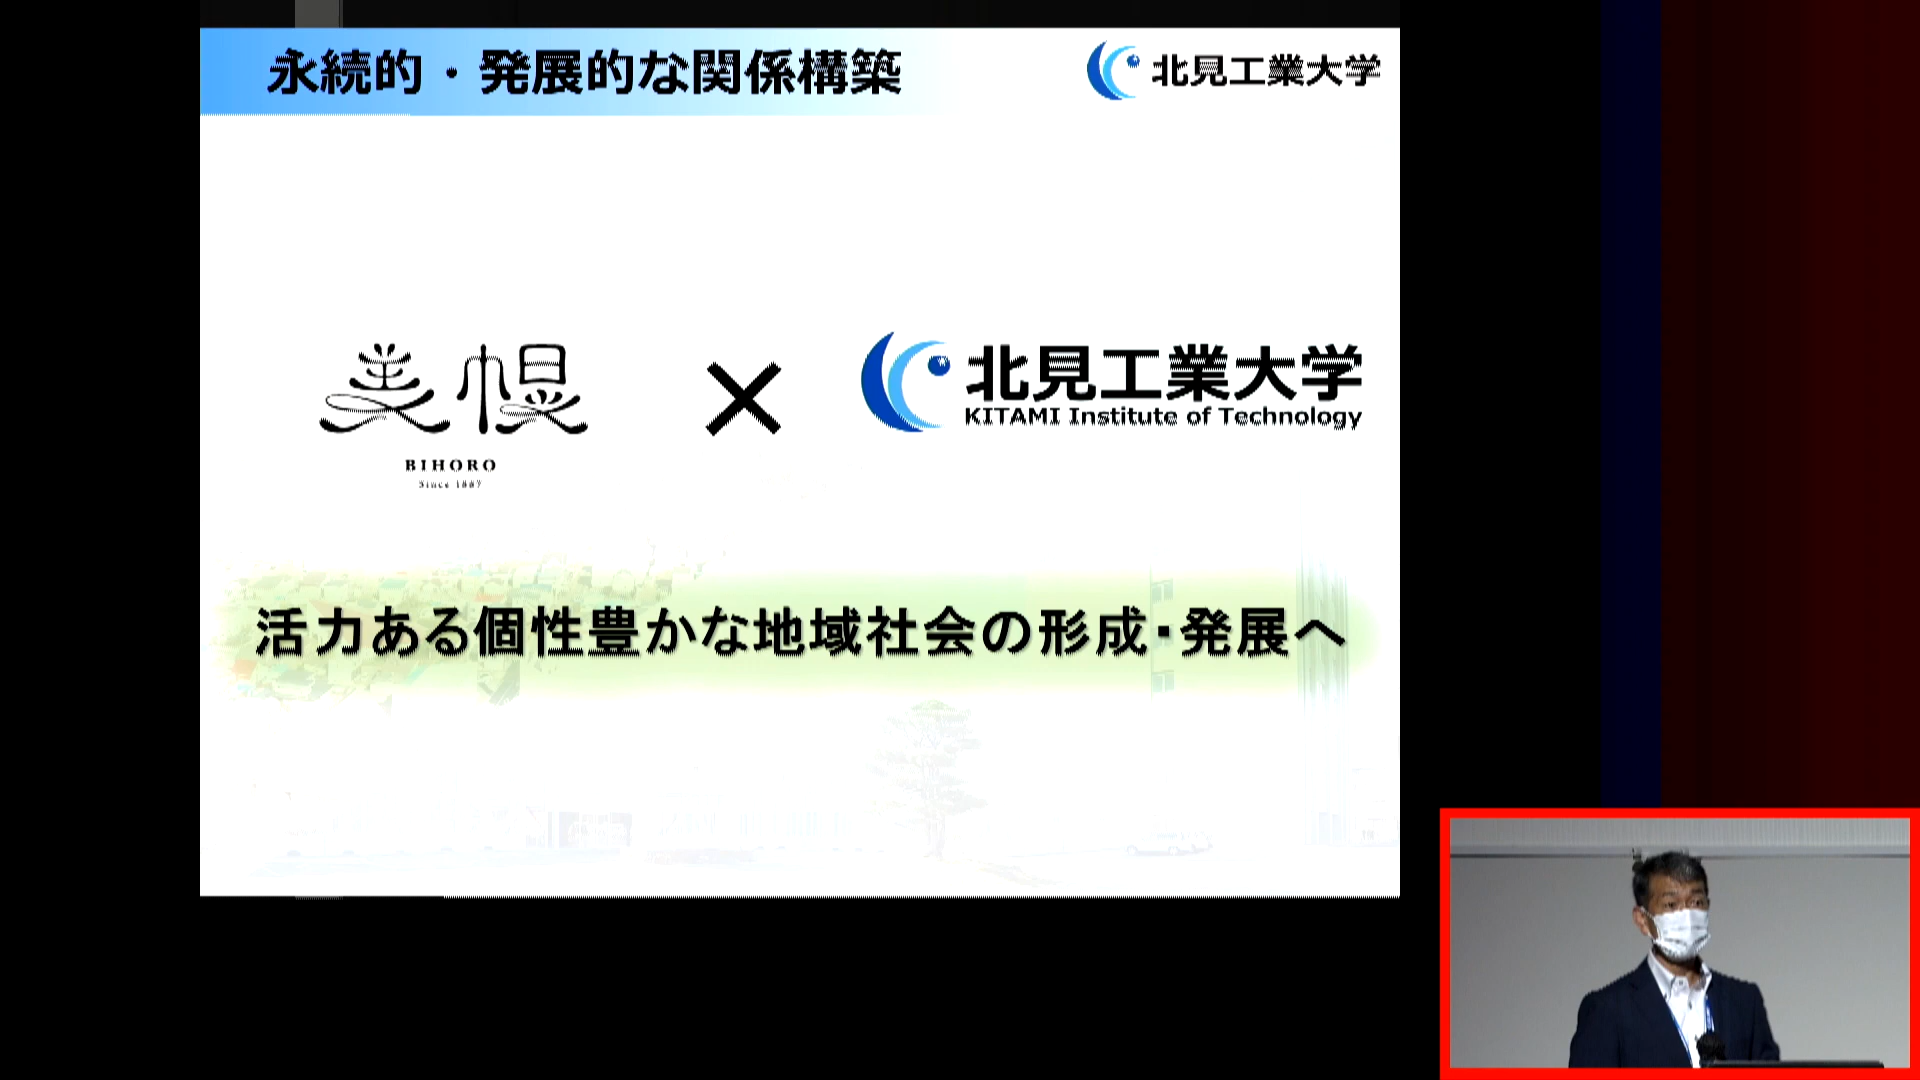 永続的・発展的な関係構築
北見工業大学
美幌
BIHORO
Since 1887
×
北見工業大学
KITAMI Institute of Technology
活力ある個性豊かな地域社会の形成・発展へ